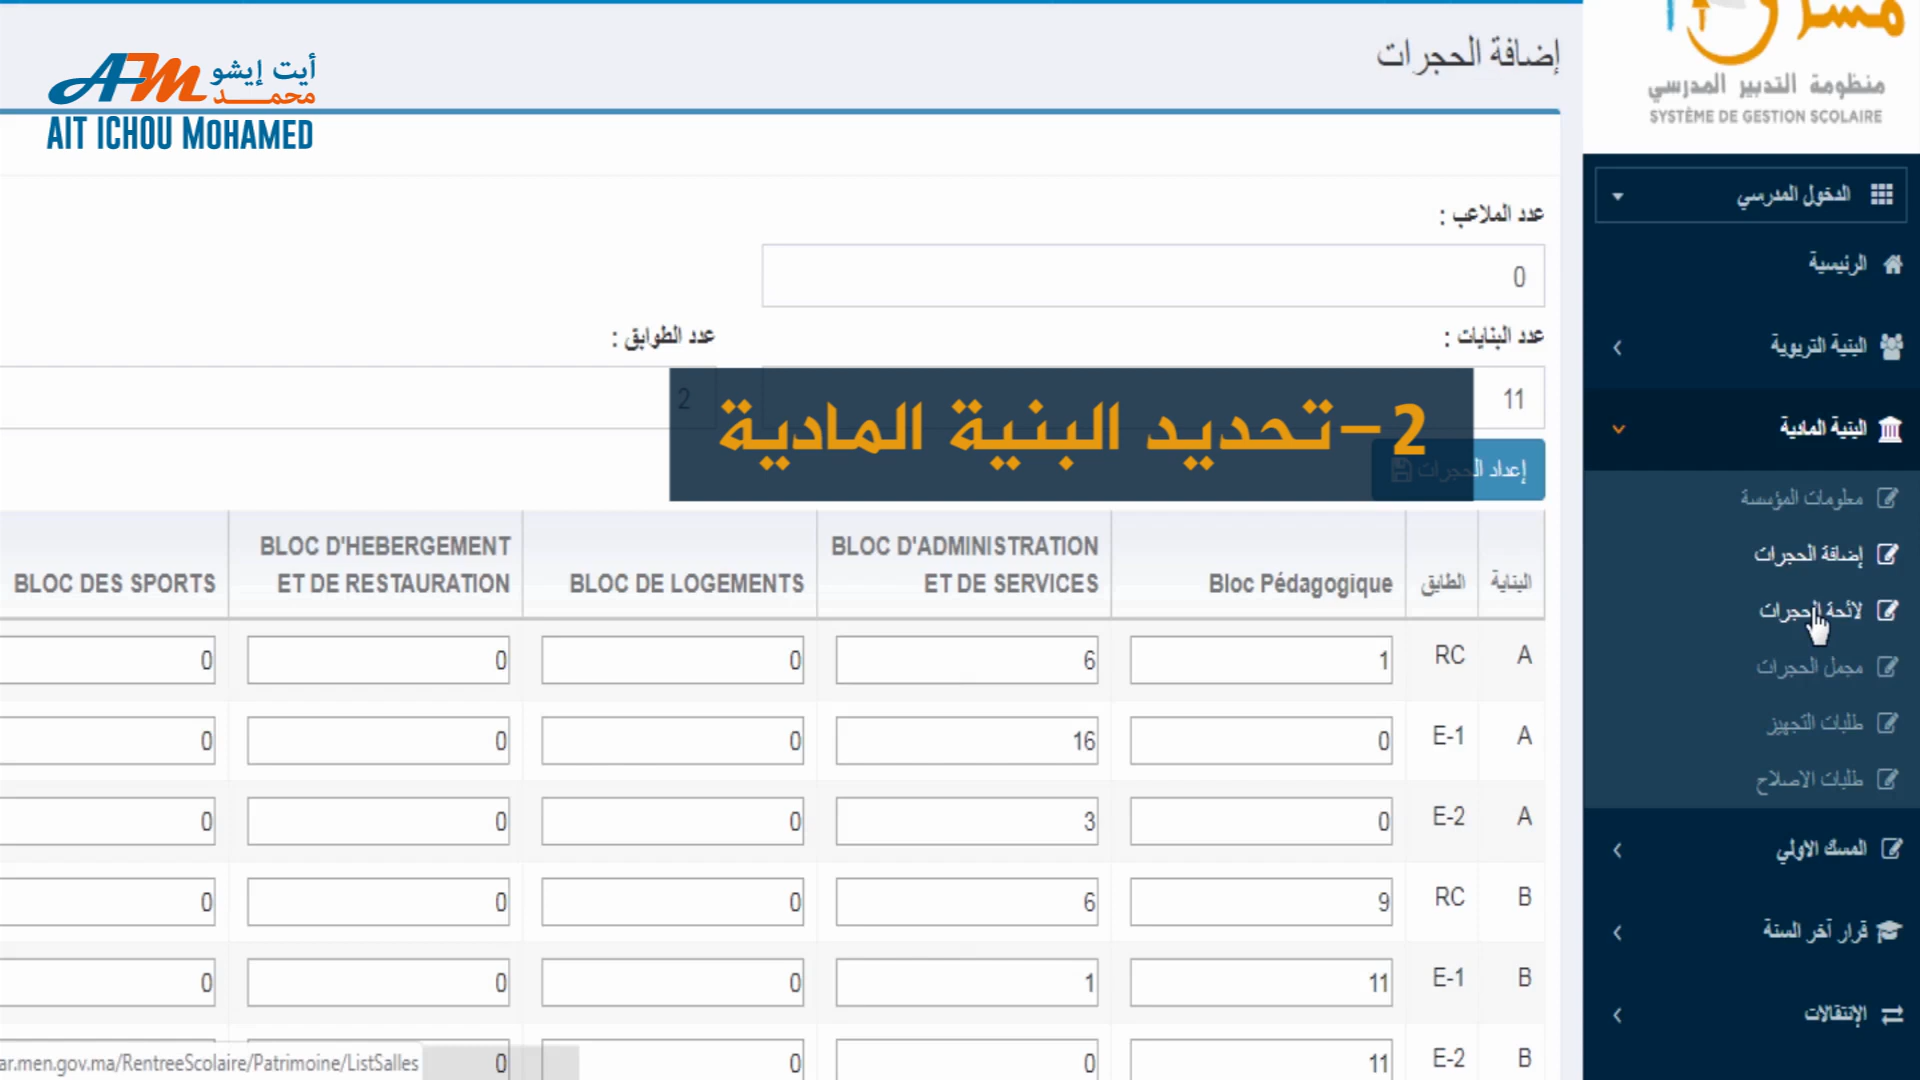 مسار
منظومة التدبير المدرسي
SYSTÈME DE GESTION SCOLAIRE
إضافة الحجرات
أيت إيشو
محمد
AM
AIT ICHOU MOHAMED
الدخول المدرسي
الرئيسية
البنية التربوية
البنية المادية
معلومات المؤسسة
إضافة الحجرات
لائحة الحجرات
مجمل الحجرات
طلبات التجهيز
طلبات الاصلاح
المسك الاولي
قرار آخر السنة
الإنتقالات
عدد الملاعب :
0
عدد البنايات : عدد الطوابق :
11 2
2-تحديد البنية المادية
إعداد الحجرات
البناية الطابق Bloc Pédagogique BLOC D'ADMINISTRATION ET DE SERVICES BLOC DE LOGEMENTS BLOC D'HEBERGEMENT ET DE RESTAURATION BLOC DES SPORTS
A RC 1 6 0 0 0
A E-1 0 16 0 0 0
A E-2 0 3 0 0 0
B RC 9 6 0 0 0
B E-1 11 1 0 0 0
B E-2 11 0 0 0
ar.men.gov.ma/RentreeScolaire/Patrimoine/ListSalles